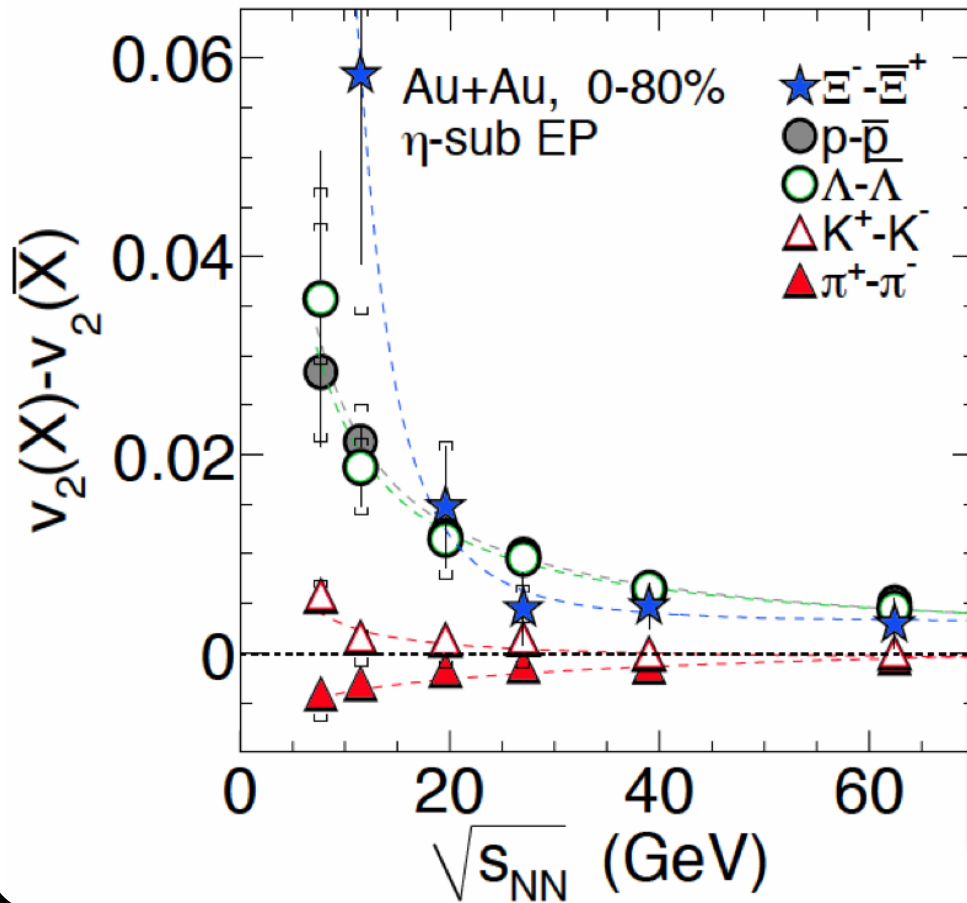 0.06
0.04
0.02
0
v₂(X)-v₂(X̅)
Au+Au, 0-80%
η-sub EP
Ξ⁻-Ξ̅⁺
p-p̅
Λ-Λ̅
K⁺-K⁻
π⁺-π⁻
0 20 40 60
√s_NN (GeV)